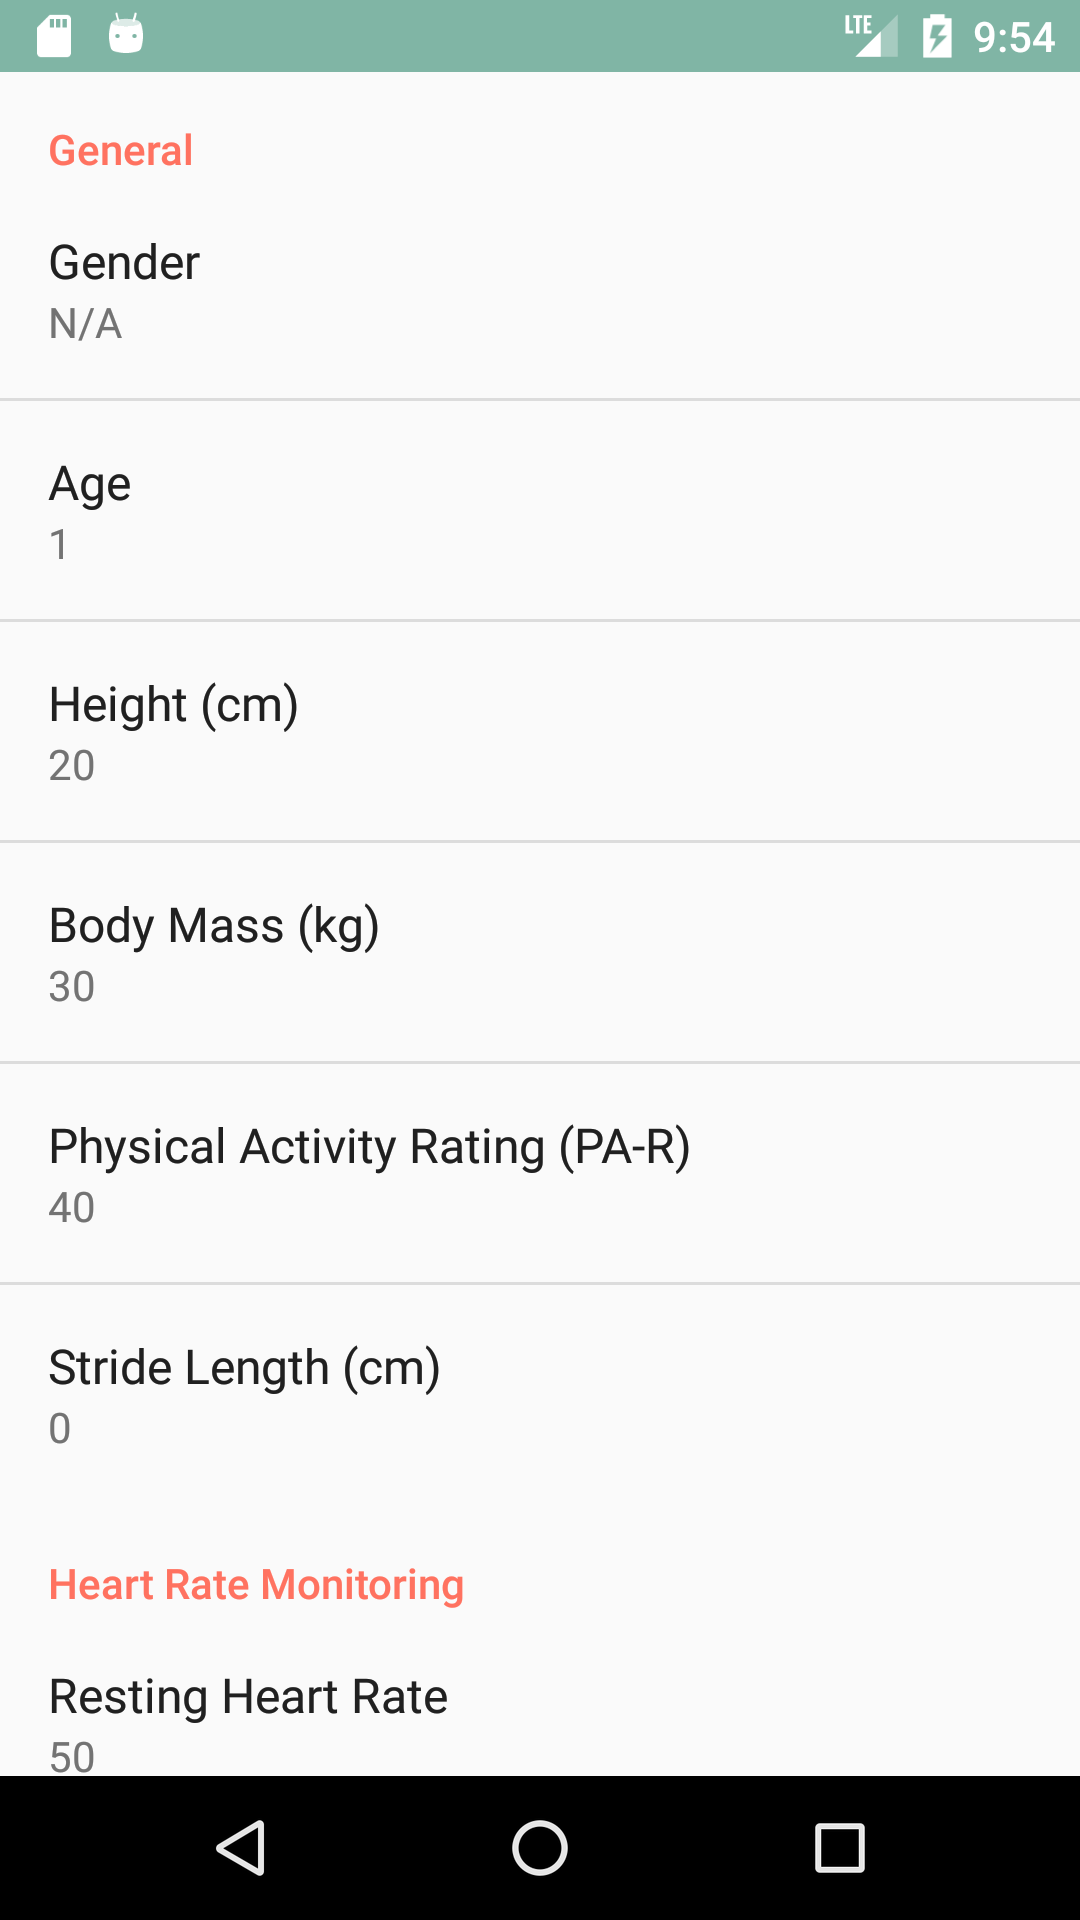 LTE 9:54
General
Gender
N/A
Age
1
Height (cm)
20
Body Mass (kg)
30
Physical Activity Rating (PA-R)
40
Stride Length (cm)
0
Heart Rate Monitoring
Resting Heart Rate
50